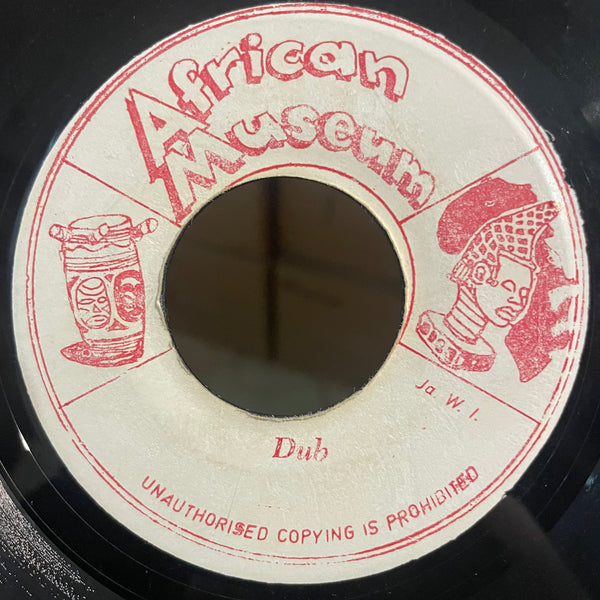 African
Museum
Ja. W. I.
Dub
UNAUTHORISED COPYING IS PROHIBITED